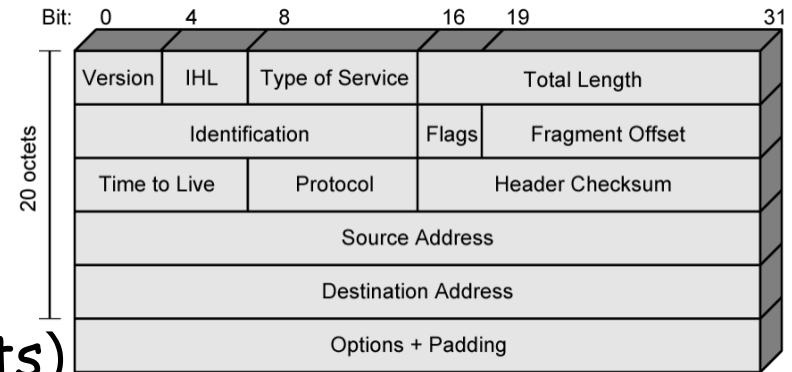 Bit: 0 4 8 16 19 31
Version IHL Type of Service Total Length
Identification Flags Fragment Offset
Time to Live Protocol Header Checksum
20 octets
Source Address
Destination Address
Options + Padding
ts)